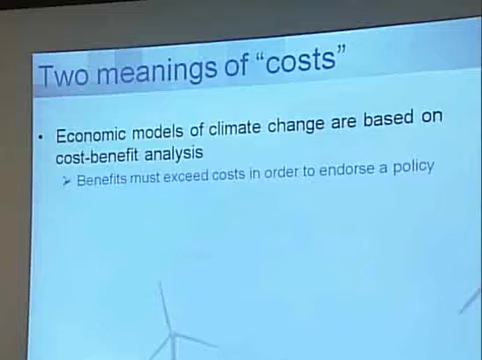 Two meanings of “costs”
• Economic models of climate change are based on
cost-benefit analysis
➢ Benefits must exceed costs in order to endorse a policy